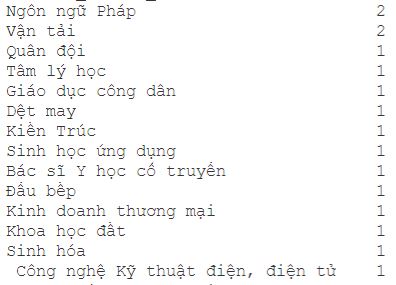 Ngôn ngữ Pháp 2
Vận tải 2
Quân đội 1
Tâm lý học 1
Giáo dục công dân 1
Dệt may 1
Kiến Trúc 1
Sinh học ứng dụng 1
Bác sĩ Y học cổ truyền 1
Đầu bếp 1
Kinh doanh thương mại 1
Khoa học đất 1
Sinh hóa 1
Công nghệ Kỹ thuật điện, điện tử 1